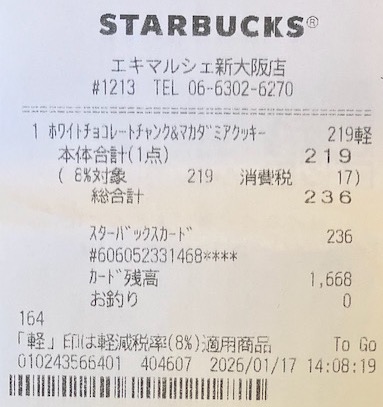 STARBUCKS®
エキマルシェ新大阪店
#1213 TEL 06-6302-6270
1 ホワイトチョコレートチャンク&マカダミアクッキー 219軽
本体合計(1点) 219
( 8%対象 219 消費税 17)
総合計 236
スターバックスカード 236
#606052331468****
カード残高 1,668
お釣り 0
164
「軽」印は軽減税率(8%)適用商品 To Go
010243566401 404607 2026/01/17 14:08:19